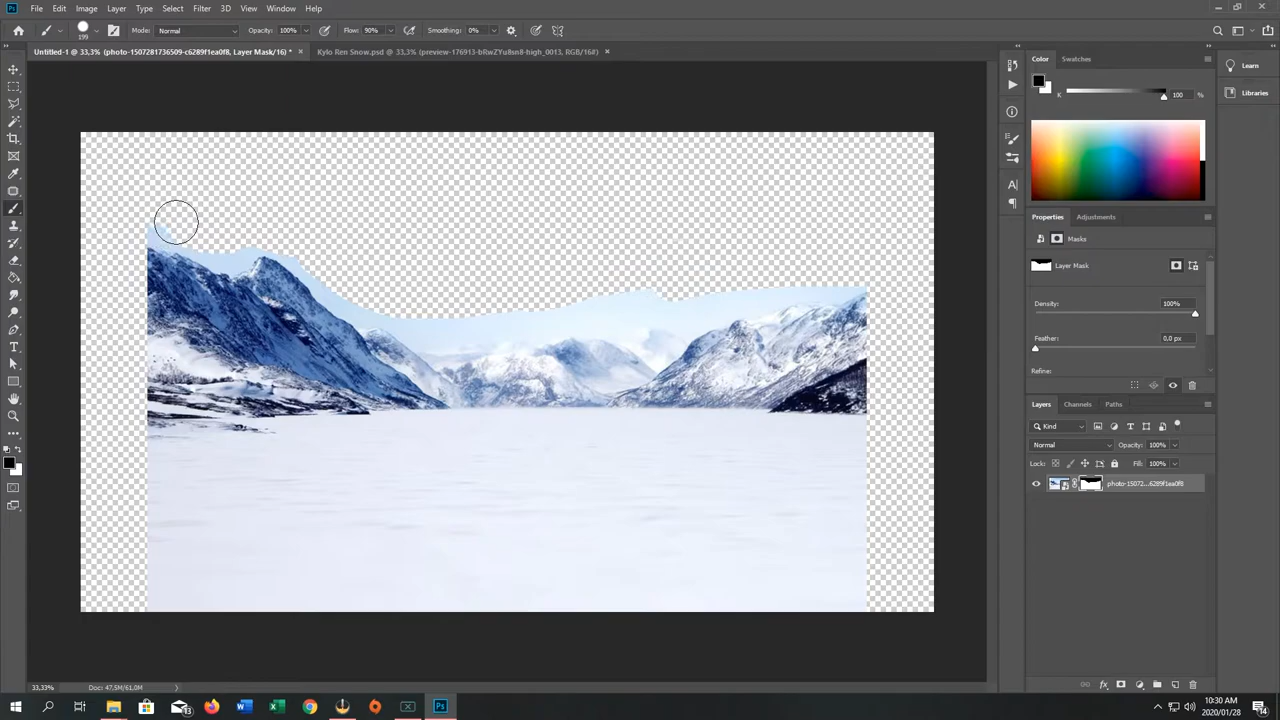 File Edit Image Layer Type Select Filter 3D View Window Help
199 Mode: Normal Opacity: 100% Flow: 90% Smoothing: 0%
Untitled-1 @ 33,3% (photo-1507281736509-c6289f1ea0f8, Layer Mask/16) * × Kylo Ren Snow.psd @ 33,3% (preview-176913-bRwZYu8sn8-high_0013, RGB/16#) ×
Color Swatches
Learn
K 100 %
Libraries
Properties Adjustments
Masks
Layer Mask
Density: 100%
Feather: 0,0 px
Refine:
Layers Channels Paths
Kind
Normal Opacity: 100%
Lock: Fill: 100%
photo-15072...6289f1ea0f8
33,33% Doc: 47,5M/61,0M
10:30 AM
2020/01/28